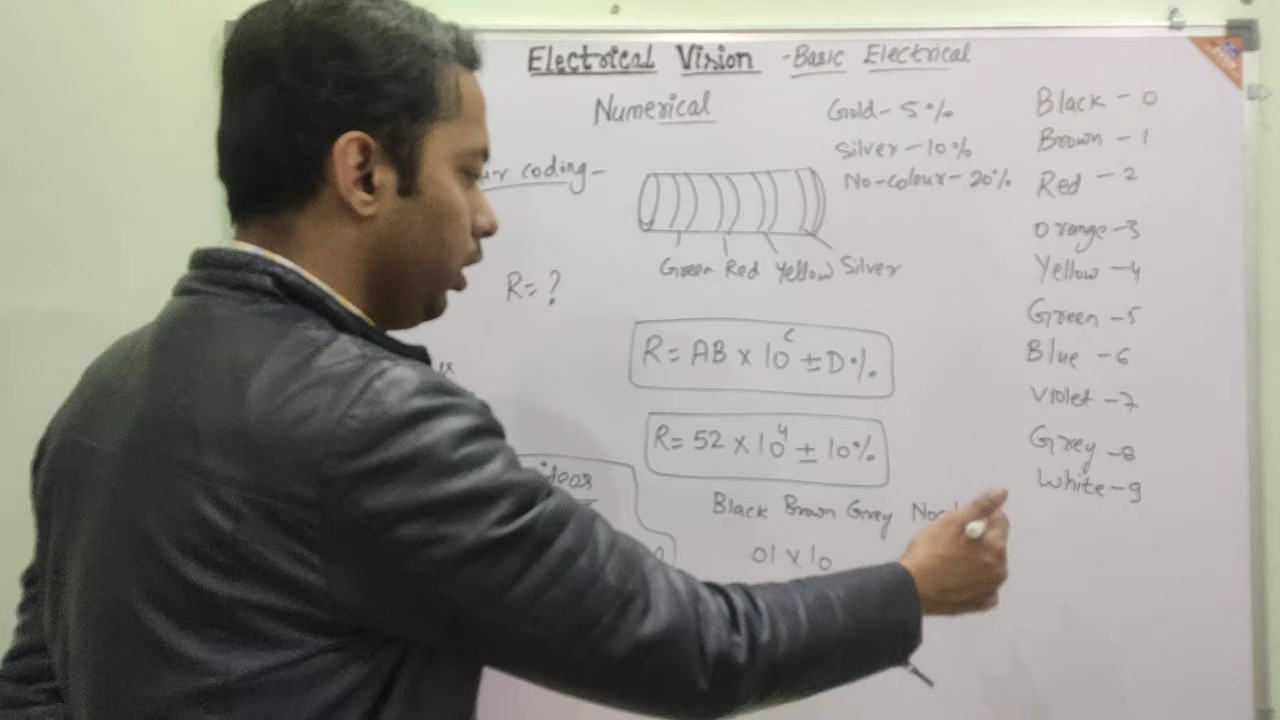 Electrical Vision - Basic Electrical
Numerical
coding-
Gold- 5%
Silver-10%
No-colour- 20%
Green Red Yellow Silver
R= ?
R= AB x 10^c ±D%.
R= 52 x 10^4 ± 10%
Black Brown Grey
01 x 10
Black - 0
Brown - 1
Red - 2
Orange -3
Yellow -4
Green -5
Blue -6
Violet -7
Grey -8
White -9